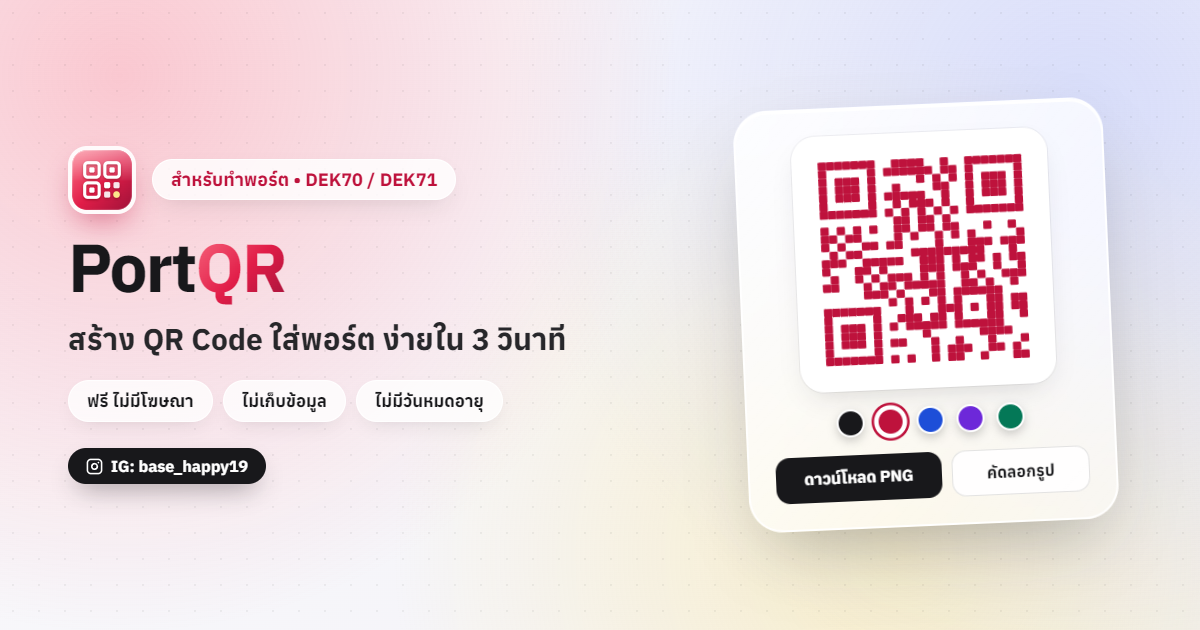 สำหรับทำพอร์ต • DEK70 / DEK71
PortQR
สร้าง QR Code ใส่พอร์ต ง่ายใน 3 วินาที
ฟรี ไม่มีโฆษณา
ไม่เก็บข้อมูล
ไม่มีวันหมดอายุ
IG: base_happy19
ดาวน์โหลด PNG
คัดลอกรูป